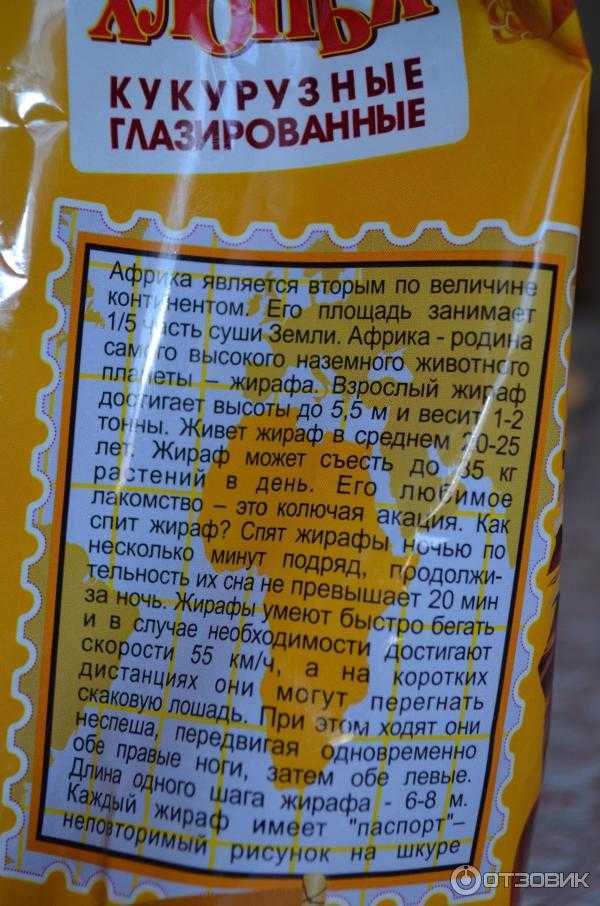 ХЛОПЬЯ
КУКУРУЗНЫЕ
ГЛАЗИРОВАННЫЕ
Африка является вторым по величине
континентом. Его площадь занимает
1/5 часть суши Земли. Африка - родина
самого высокого наземного животного
планеты – жирафа. Взрослый жираф
достигает высоты до 5,5 м и весит 1-2
тонны. Живет жираф в среднем 20-25
лет. Жираф может съесть до 35 кг
растений в день. Его любимое
лакомство – это колючая акация. Как
спит жираф? Спят жирафы ночью по
несколько минут подряд, продолжи-
тельность их сна не превышает 20 мин
за ночь. Жирафы умеют быстро бегать
и в случае необходимости достигают
скорости 55 км/ч, а на коротких
дистанциях они могут перегнать
скаковую лошадь. При этом ходят они
неспеша, передвигая одновременно
обе правые ноги, затем обе левые.
Длина одного шага жирафа - 6-8 м.
Каждый жираф имеет "паспорт"–
неповторимый рисунок на шкуре
ОТЗОВИК